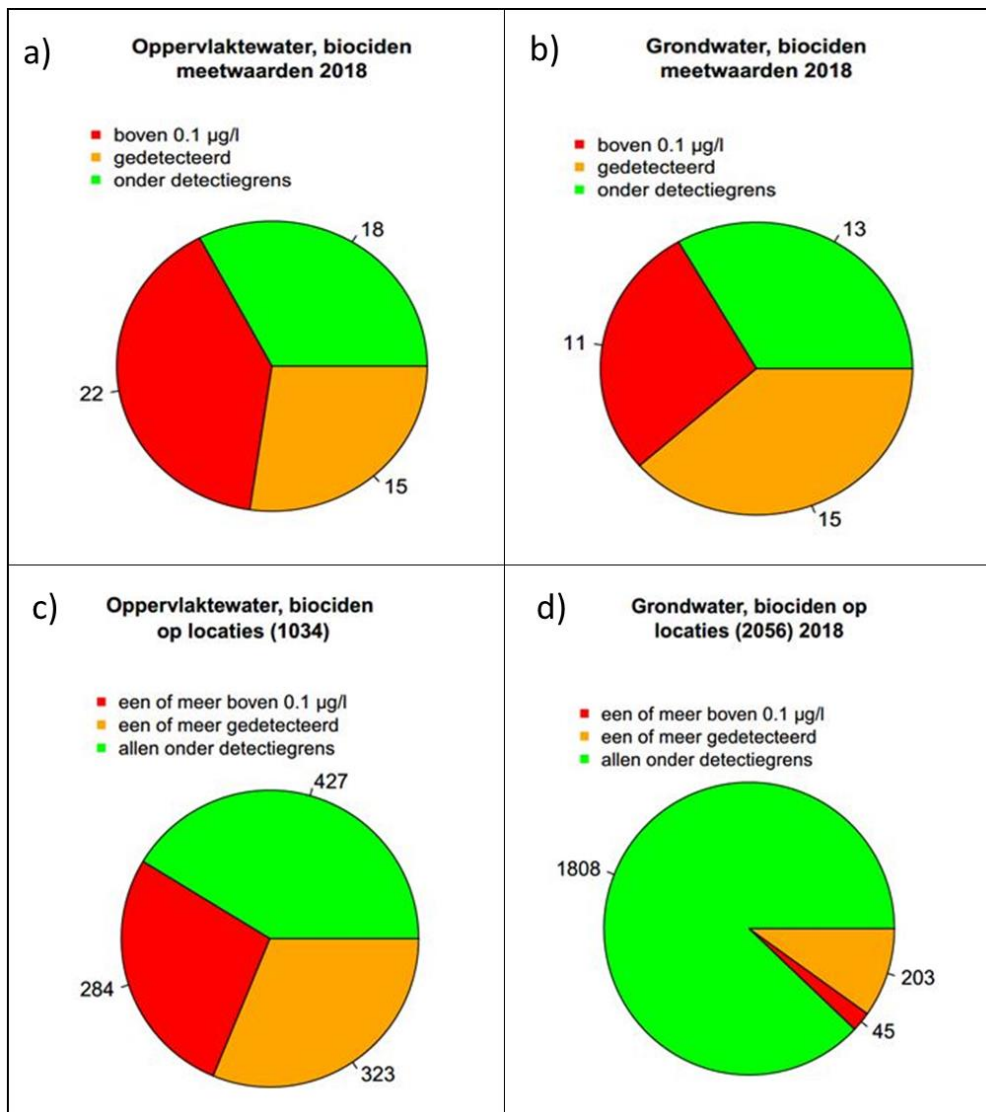 a)
Oppervlaktewater, biociden
meetwaarden 2018
boven 0.1 µg/l
gedetecteerd
onder detectiegrens
18
22
15
b)
Grondwater, biociden
meetwaarden 2018
boven 0.1 µg/l
gedetecteerd
onder detectiegrens
13
11
15
c)
Oppervlaktewater, biociden
op locaties (1034)
een of meer boven 0.1 µg/l
een of meer gedetecteerd
allen onder detectiegrens
427
284
323
d)
Grondwater, biociden op
locaties (2056) 2018
een of meer boven 0.1 µg/l
een of meer gedetecteerd
allen onder detectiegrens
1808
203
45